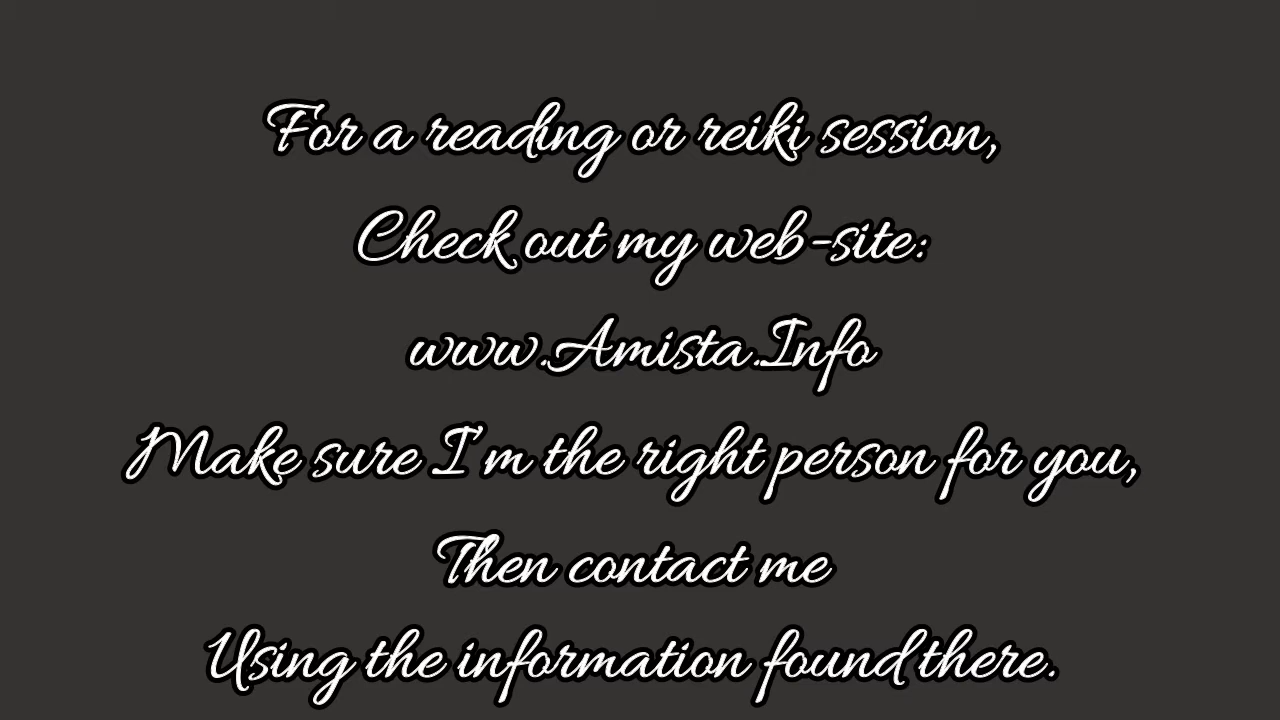 For a reading or reiki session,
Check out my web-site:
www.Amista.Info
Make sure I'm the right person for you,
Then contact me
Using the information found there.